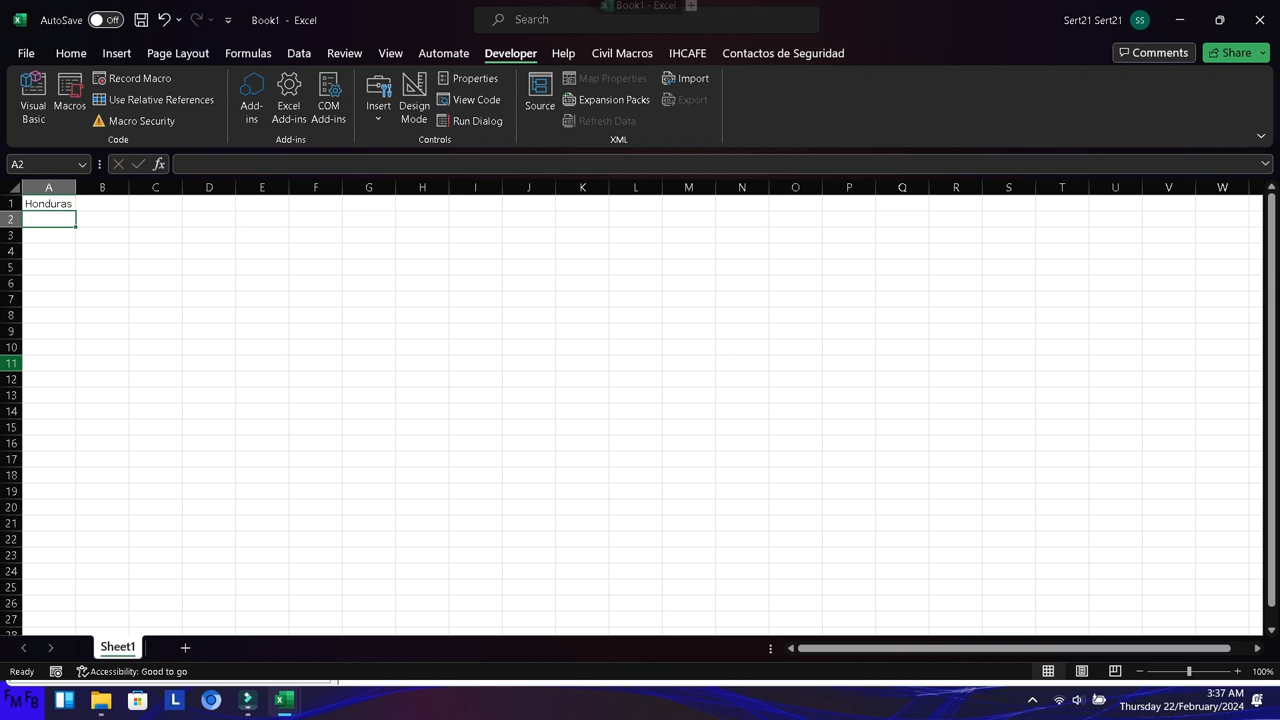 Book1 - Excel
AutoSave Off Book1 - Excel Search Sert21 Sert21 SS
File Home Insert Page Layout Formulas Data Review View Automate Developer Help Civil Macros IHCAFE Contactos de Seguridad Comments Share
Visual Basic
Macros
Record Macro
Use Relative References
Macro Security
Code
Add-ins
Excel Add-ins
COM Add-ins
Add-ins
Insert
Design Mode
Properties
View Code
Run Dialog
Controls
Source
Map Properties
Expansion Packs
Refresh Data
Import
Export
XML
A2 fx
A B C D E F G H I J K L M N O P Q R S T U V W
1 Honduras
2
3
4
5
6
7
8
9
10
11
12
13
14
15
16
17
18
19
20
21
22
23
24
25
26
27
28
Sheet1
Ready Accessibility: Good to go 100%
FM FB L 3:37 AM
Thursday 22/February/2024